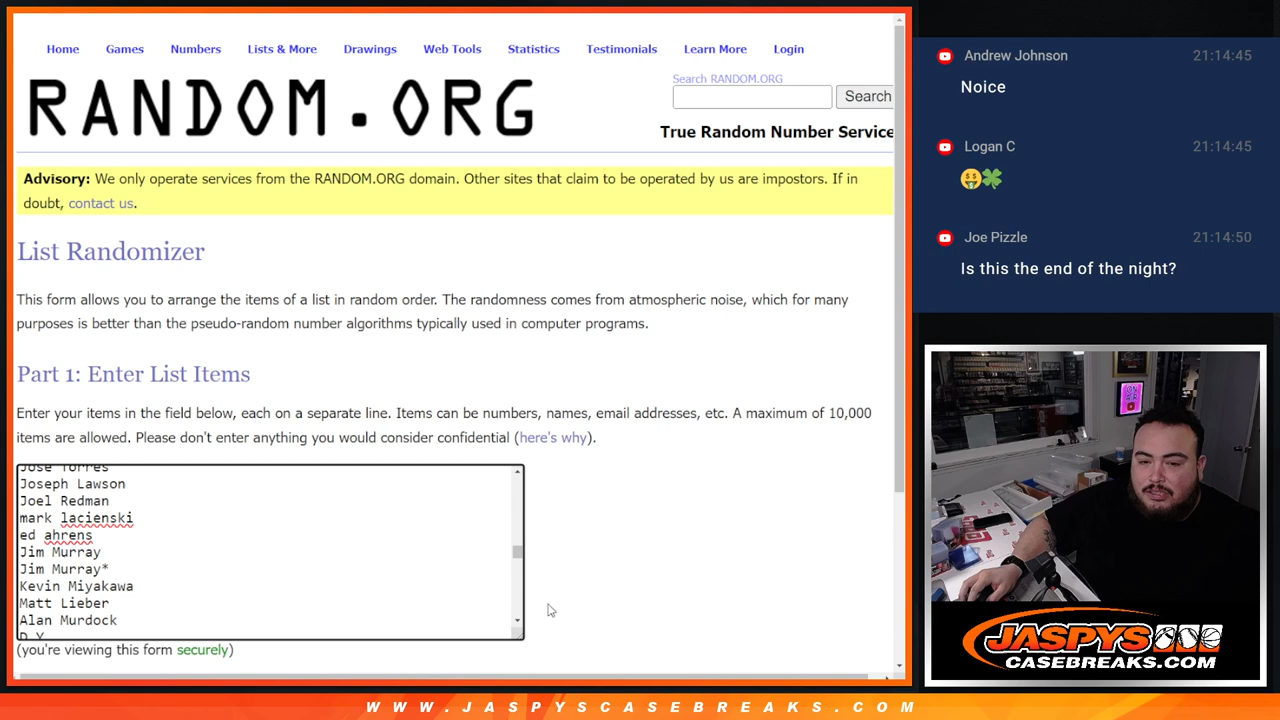 Home Games Numbers Lists & More Drawings Web Tools Statistics Testimonials Learn More Login
RANDOM.ORG
Search RANDOM.ORG
Search
True Random Number Service
Advisory: We only operate services from the RANDOM.ORG domain. Other sites that claim to be operated by us are impostors. If in
doubt, contact us.
List Randomizer
This form allows you to arrange the items of a list in random order. The randomness comes from atmospheric noise, which for many
purposes is better than the pseudo-random number algorithms typically used in computer programs.
Part 1: Enter List Items
Enter your items in the field below, each on a separate line. Items can be numbers, names, email addresses, etc. A maximum of 10,000
items are allowed. Please don't enter anything you would consider confidential (here's why).
Jose Torres
Joseph Lawson
Joel Redman
mark lacienski
ed ahrens
Jim Murray
Jim Murray*
Kevin Miyakawa
Matt Lieber
Alan Murdock
D Y
(you're viewing this form securely)
Andrew Johnson 21:14:45
Noice
Logan C 21:14:45
🤑🍀
Joe Pizzle 21:14:50
Is this the end of the night?
JASPYS
CASEBREAKS.COM
WWW.JASPYSCASEBREAKS.COM